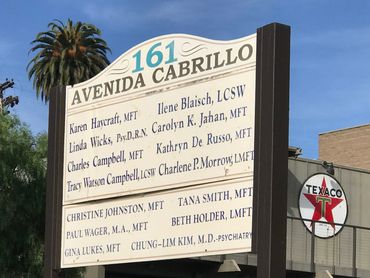 161
AVENIDA CABRILLO
Karen Haycraft, MFT
Ilene Blaisch, LCSW
Linda Wicks, Psy.D., R.N.
Carolyn K. Jahan, MFT
Charles Campbell, MFT
Kathryn De Russo, MFT
Tracy Watson Campbell, LCSW
Charlene P. Morrow, LMFT
CHRISTINE JOHNSTON, MFT
TANA SMITH, MFT
PAUL WAGER, M.A., MFT
BETH HOLDER, LMFT
GINA LUKES, MFT
CHUNG-LIM KIM, M.D.-PSYCHIATRY
TEXACO
T